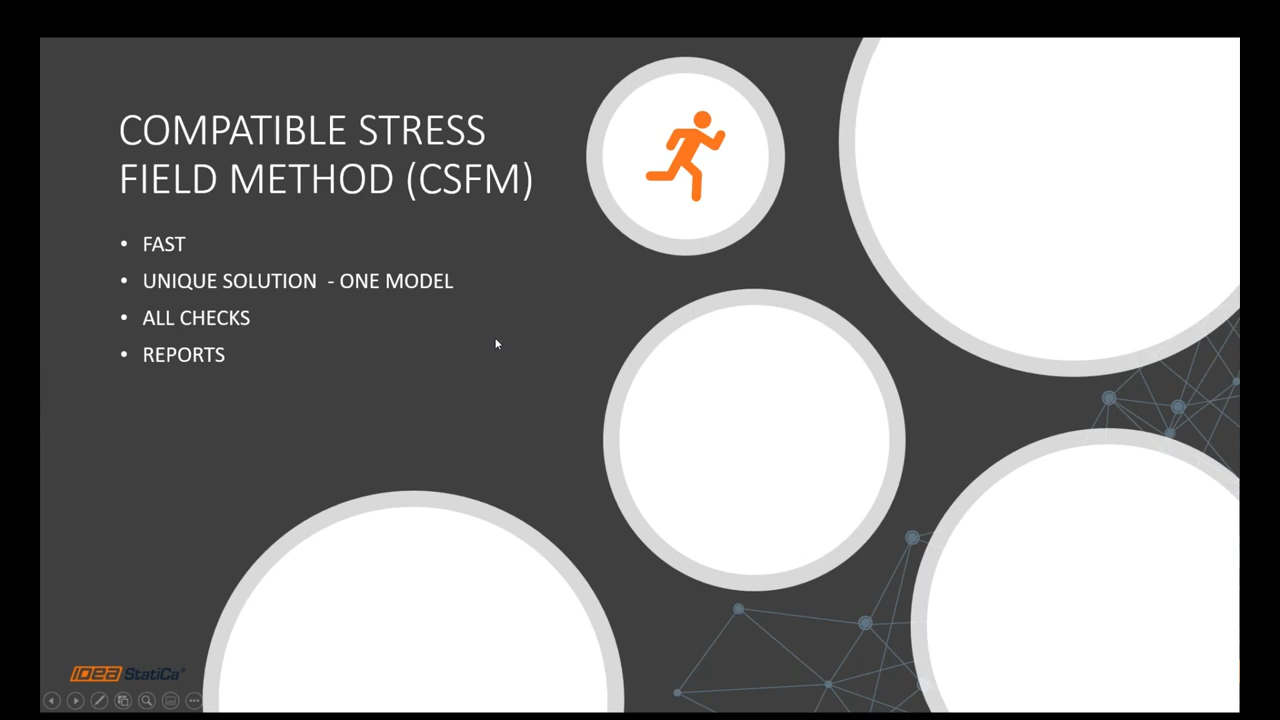 COMPATIBLE STRESS
FIELD METHOD (CSFM)
• FAST
• UNIQUE SOLUTION - ONE MODEL
• ALL CHECKS
• REPORTS
IDEA StatiCa®